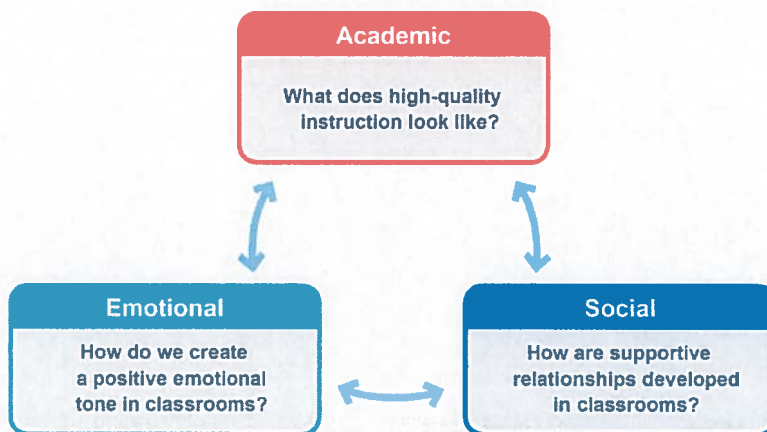 Academic
What does high-quality
instruction look like?
Emotional
How do we create
a positive emotional
tone in classrooms?
Social
How are supportive
relationships developed
in classrooms?